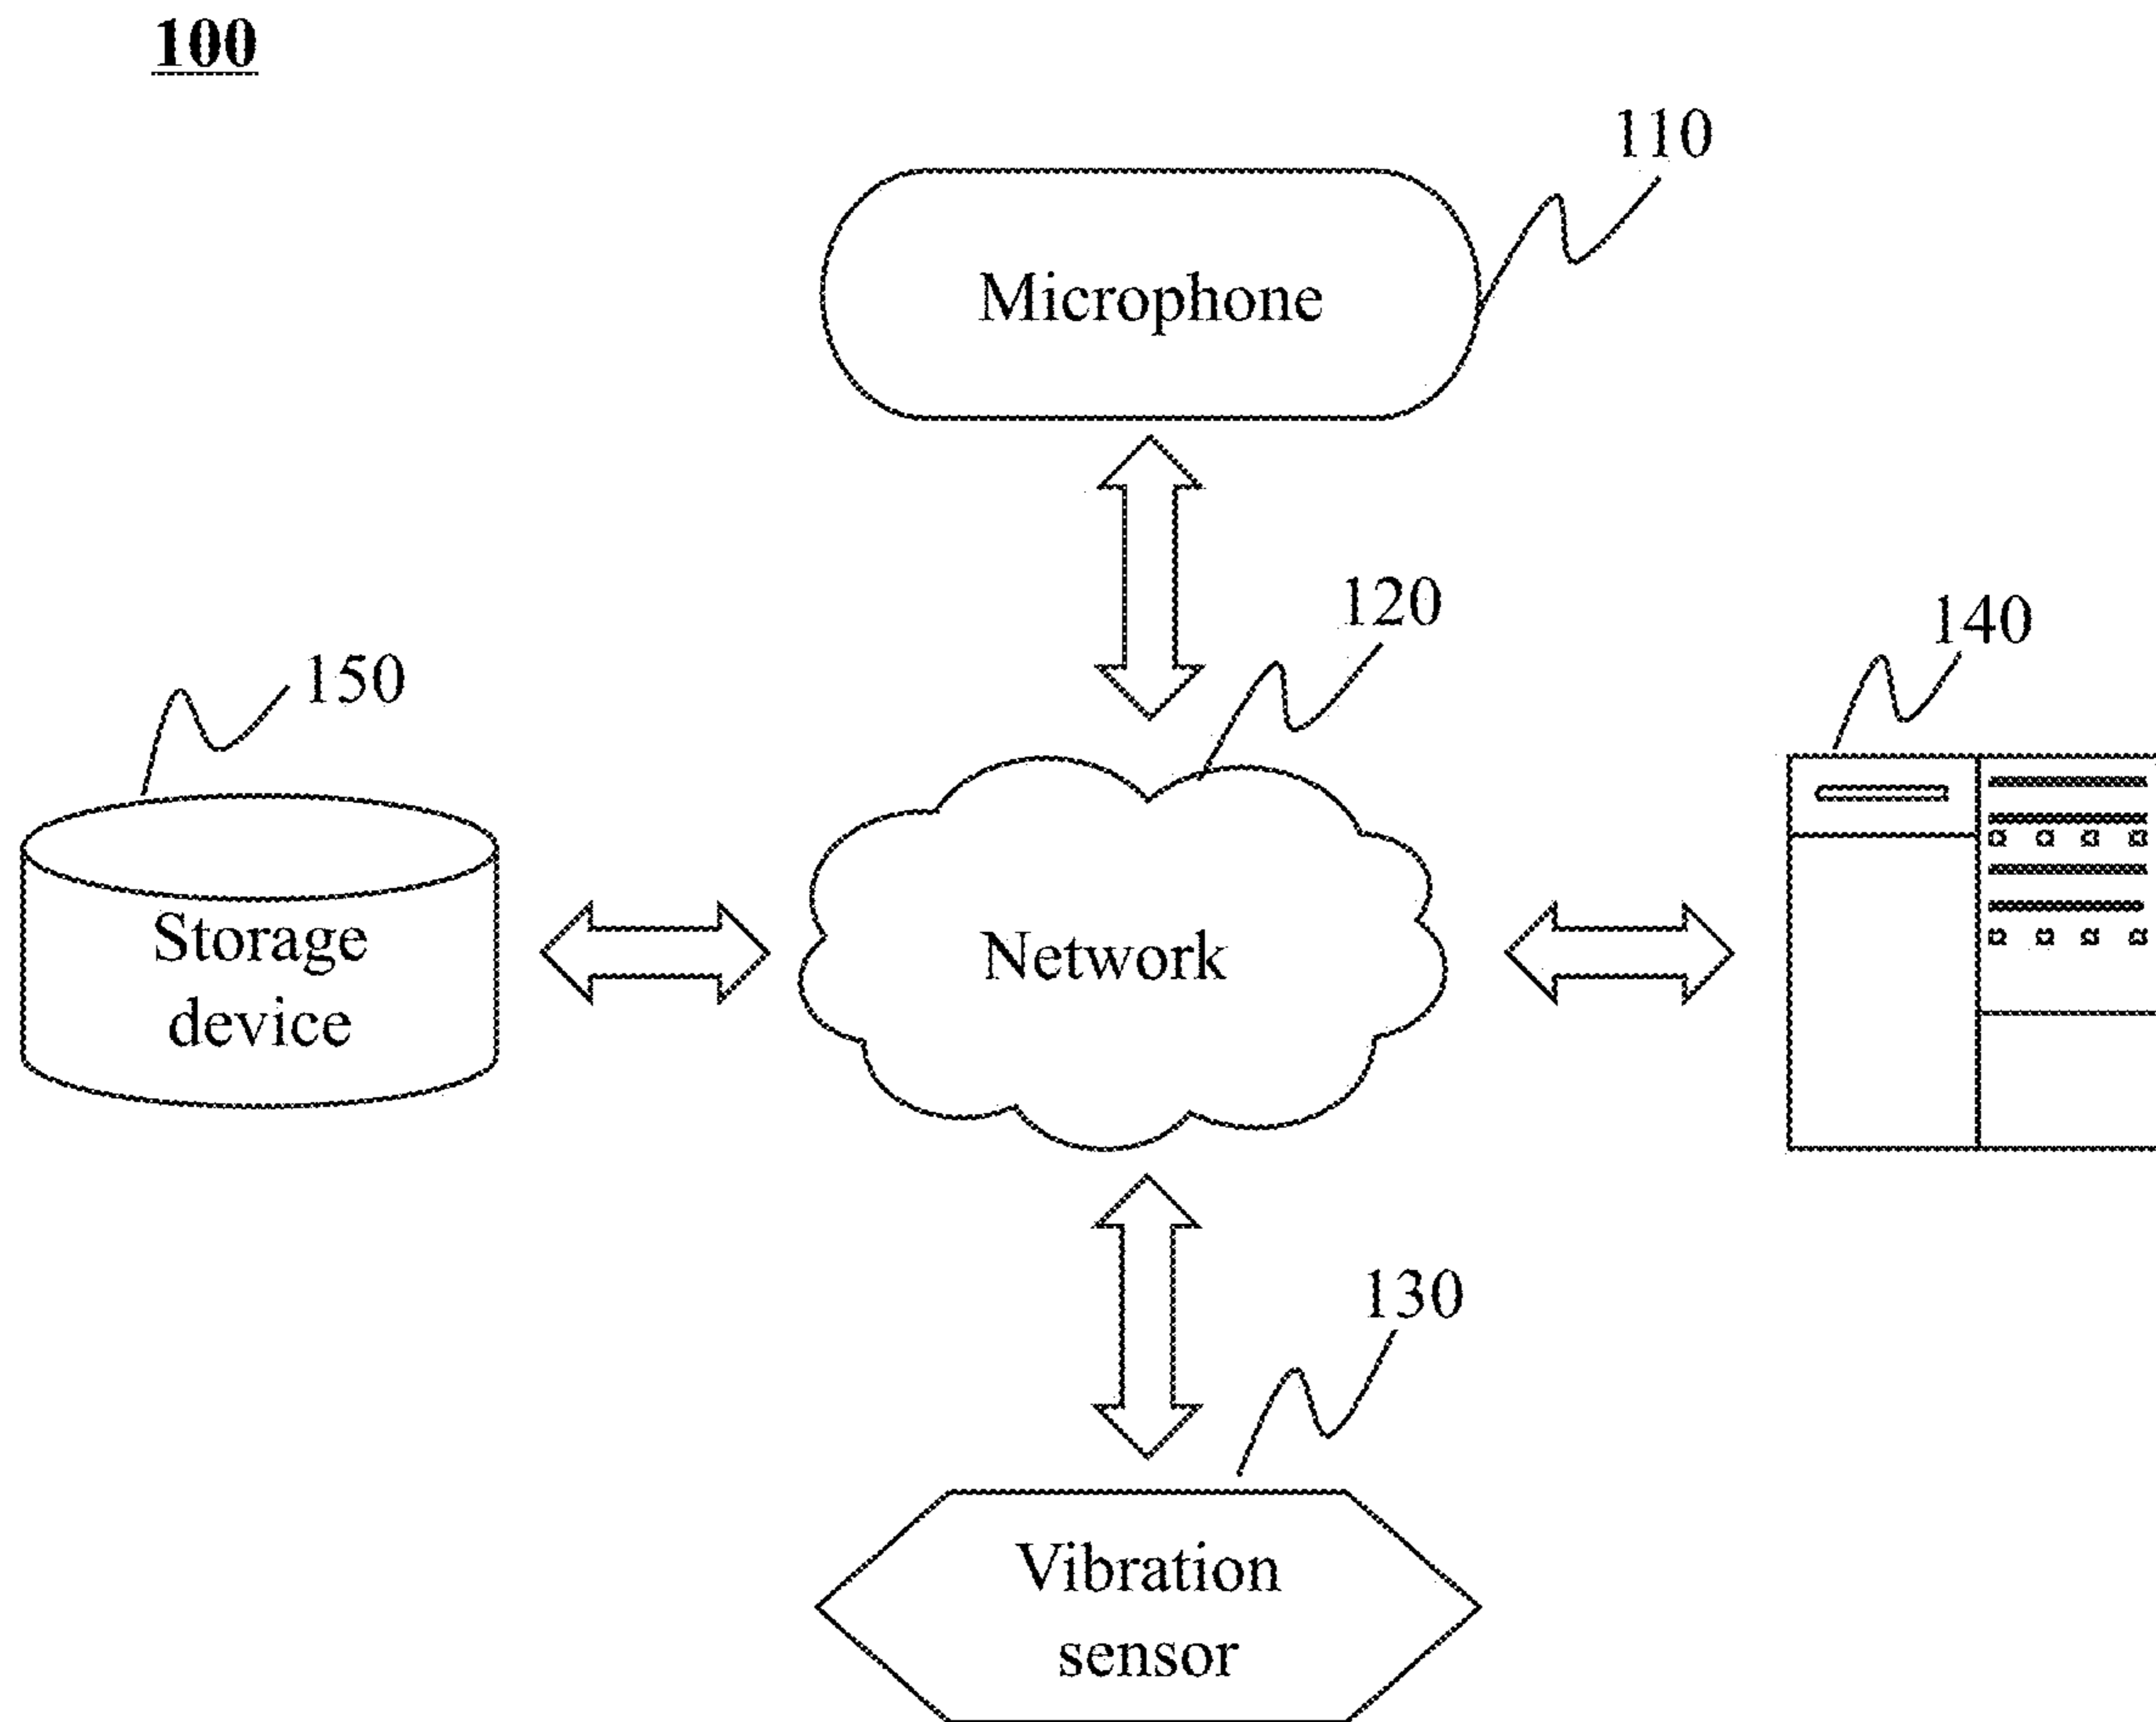 100
110
Microphone
120
140
150
Storage
device
Network
130
Vibration
sensor